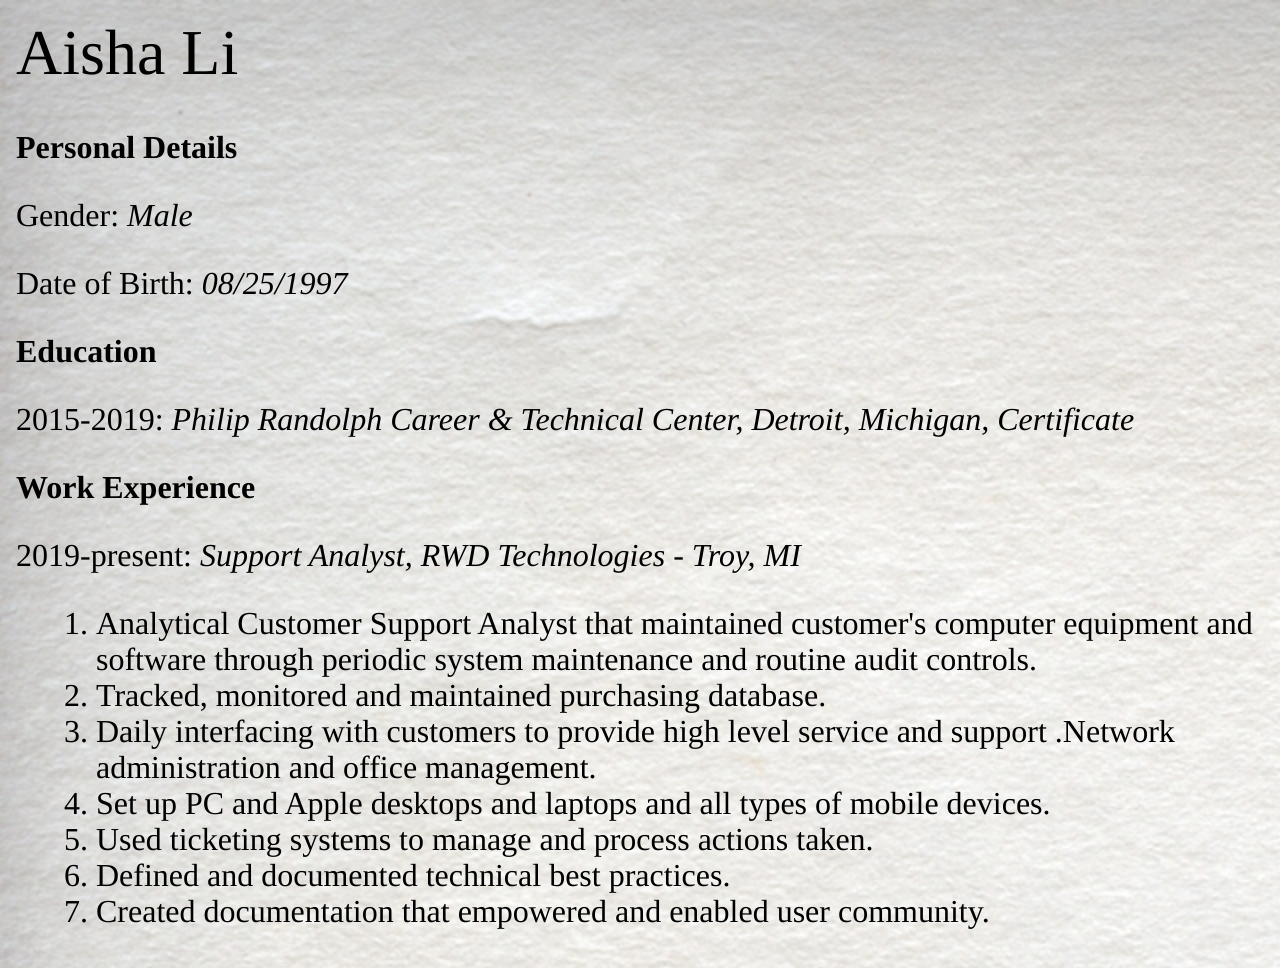 Aisha Li
Personal Details
Gender: Male
Date of Birth: 08/25/1997
Education
2015-2019: Philip Randolph Career & Technical Center, Detroit, Michigan, Certificate
Work Experience
2019-present: Support Analyst, RWD Technologies - Troy, MI
1. Analytical Customer Support Analyst that maintained customer's computer equipment and
software through periodic system maintenance and routine audit controls.
2. Tracked, monitored and maintained purchasing database.
3. Daily interfacing with customers to provide high level service and support .Network
administration and office management.
4. Set up PC and Apple desktops and laptops and all types of mobile devices.
5. Used ticketing systems to manage and process actions taken.
6. Defined and documented technical best practices.
7. Created documentation that empowered and enabled user community.